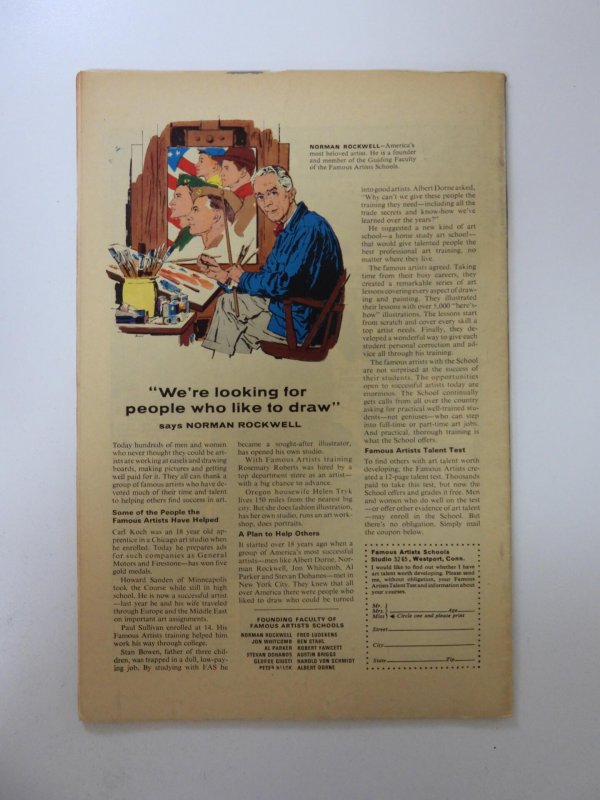 NORMAN ROCKWELL—America's
most beloved artist. He is a founder
and member of the Guiding Faculty
of the Famous Artists Schools.
"We're looking for
people who like to draw"
says NORMAN ROCKWELL
Today hundreds of men and women
who never thought they could be art-
ists are working at easels and drawing
boards, making pictures and getting
well paid for it. They all can thank a
group of famous artists who have de-
voted much of their time and talent
to helping others find success in art.
Some of the People the
Famous Artists Have Helped
Carl Koch was an 18 year old ap-
prentice in a Chicago art studio when
he enrolled. Today he prepares ads
for such companies as General
Motors and Firestone—has won five
gold medals.
Howard Sanden of Minneapolis
took the Course while still in high
school. He is now a successful artist
—last year he and his wife traveled
through Europe and the Middle East
on important art assignments.
Paul Sullivan enrolled at 14. His
Famous Artists training helped him
work his way through college.
Stan Bowen, father of three chil-
dren, was trapped in a dull, low-pay-
ing job. By studying with FAS he
became a sought-after illustrator,
has opened his own studio.
With Famous Artists training
Rosemary Roberts was hired by a
top department store as an artist—
with a big chance to advance.
Oregon housewife Helen Tryk
lives 150 miles from the nearest big
city. But she does fashion illustration,
has her own studio, runs an art work-
shop, does portraits.
A Plan to Help Others
It started over 18 years ago when a
group of America's most successful
artists—men like Albert Dorne, Nor-
man Rockwell, Jon Whitcomb, Al
Parker and Stevan Dohanos—met in
New York City. They knew that all
over America there were people who
liked to draw who could be turned
FOUNDING FACULTY OF
FAMOUS ARTISTS SCHOOLS
NORMAN ROCKWELL FRED LUDEKENS
JON WHITCOMB BEN STAHL
AL PARKER ROBERT FAWCETT
STEVAN DOHANOS AUSTIN BRIGGS
GEORGE GIUSTI HAROLD VON SCHMIDT
PETER HELCK ALBERT DORNE
into good artists. Albert Dorne asked,
"Why can't we give these people the
training they need—including all the
trade secrets and know-how we've
learned over the years?"
He suggested a new kind of art
school—a home study art school—
that would give talented people the
best professional art training, no
matter where they live.
The famous artists agreed. Taking
time from their busy careers, they
created a remarkable series of art
lessons covering every aspect of draw-
ing and painting. They illustrated
their lessons with over 5,000 "here's-
how" illustrations. The lessons start
from scratch and cover every skill a
top artist needs. Finally, they de-
veloped a wonderful way to give each
student personal correction and ad-
vice all through his training.
The famous artists with the School
are not surprised at the success of
their students. The opportunities
open to successful artists today are
enormous. The School continually
gets calls from all over the country
asking for practical well-trained stu-
dents—not geniuses—who can step
into full-time or part-time art jobs.
And practical, thorough training is
what the School offers.
Famous Artists Talent Test
To find others with art talent worth
developing, the Famous Artists cre-
ated a 12-page talent test. Thousands
paid to take this test, but now the
School offers and grades it free. Men
and women who do well on the test
—or offer other evidence of art talent
—may enroll in the School. But
there's no obligation. Simply mail
the coupon below.
Famous Artists Schools
Studio 5265, Westport, Conn.
I would like to find out whether I have
art talent worth developing. Please send
me, without obligation, your Famous
Artists Talent Test and information about
your courses.
Mr.
Mrs. Age
Miss Circle one and please print
Street
City
State Zip